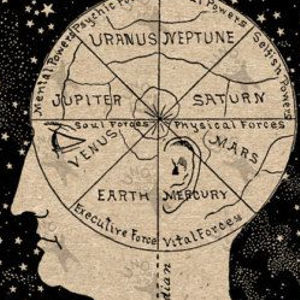 Mental Powers
Psychic Forces
Powers
Selfish Powers
URANUS NEPTUNE
JUPITER SATURN
Soul Forces Physical Forces
VENUS MARS
EARTH MERCURY
Executive Force Vital Forces